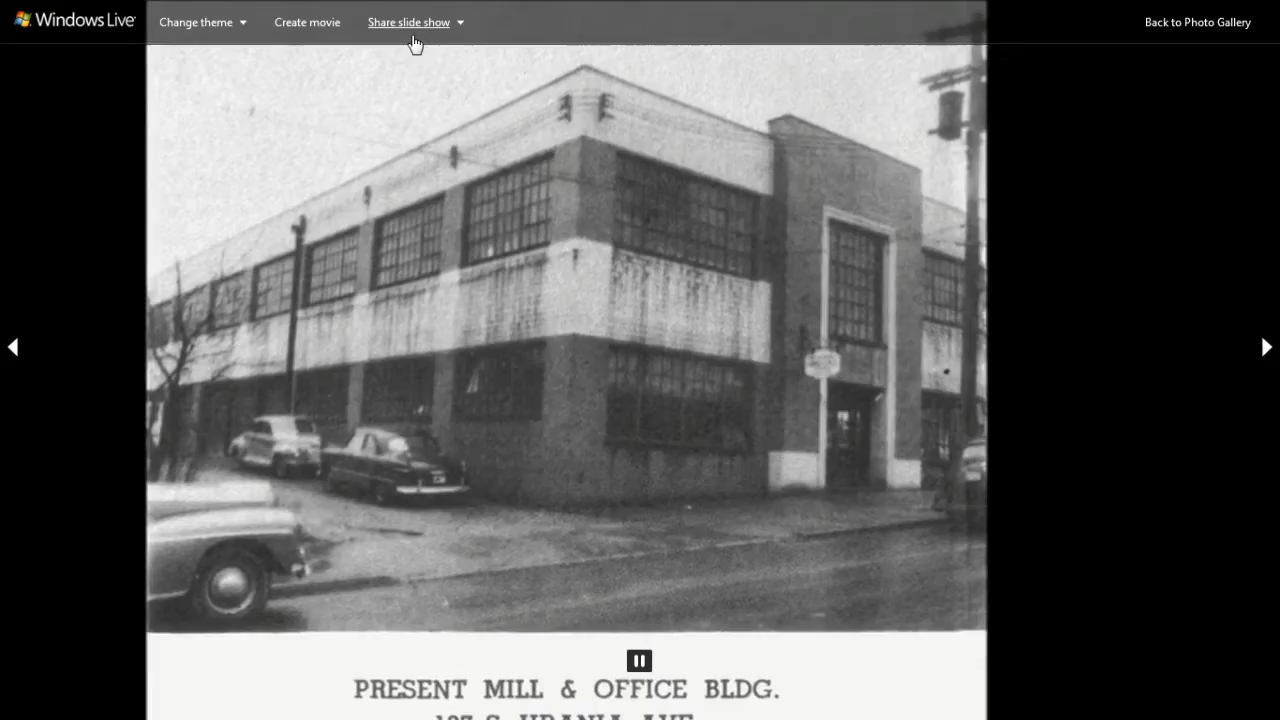 Windows Live
Change theme
Create movie
Share slide show
Back to Photo Gallery
PRESENT MILL & OFFICE BLDG.